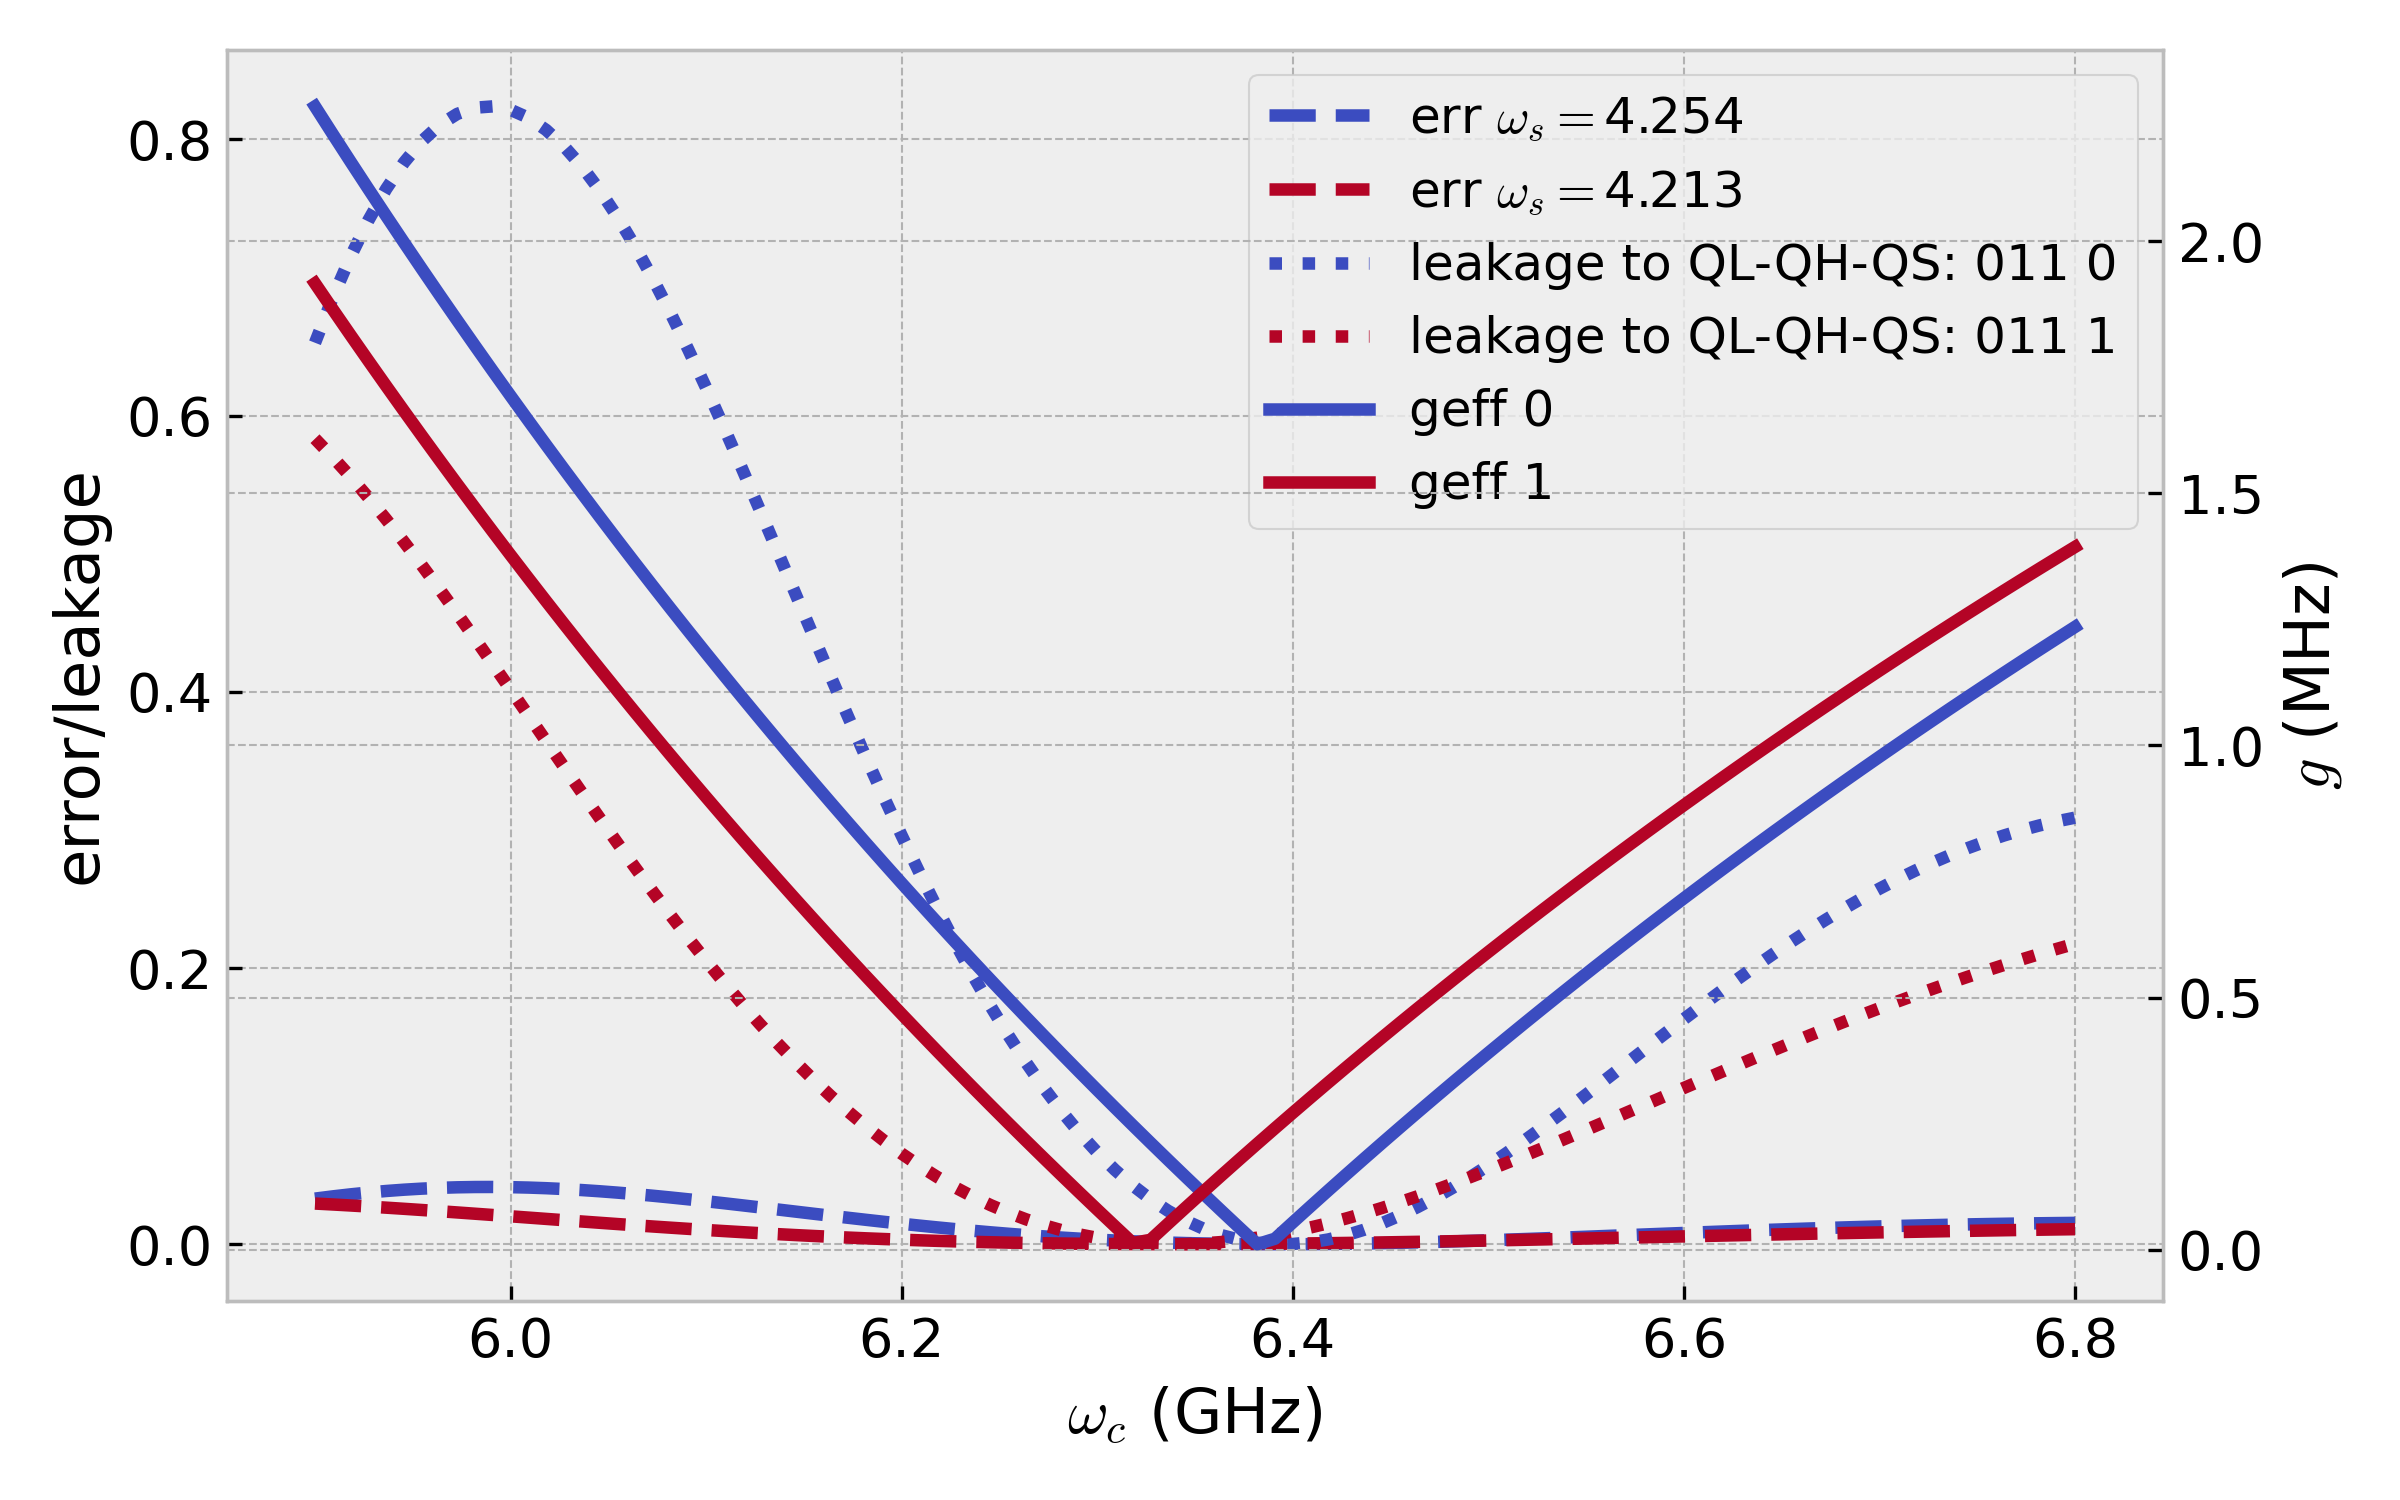 error/leakage
0.8
0.6
0.4
0.2
0.0
err ωs = 4.254
err ωs = 4.213
leakage to QL-QH-QS: 011 0
leakage to QL-QH-QS: 011 1
geff 0
geff 1
2.0
1.5
1.0
0.5
0.0
g (MHz)
6.0 6.2 6.4 6.6 6.8
ωc (GHz)